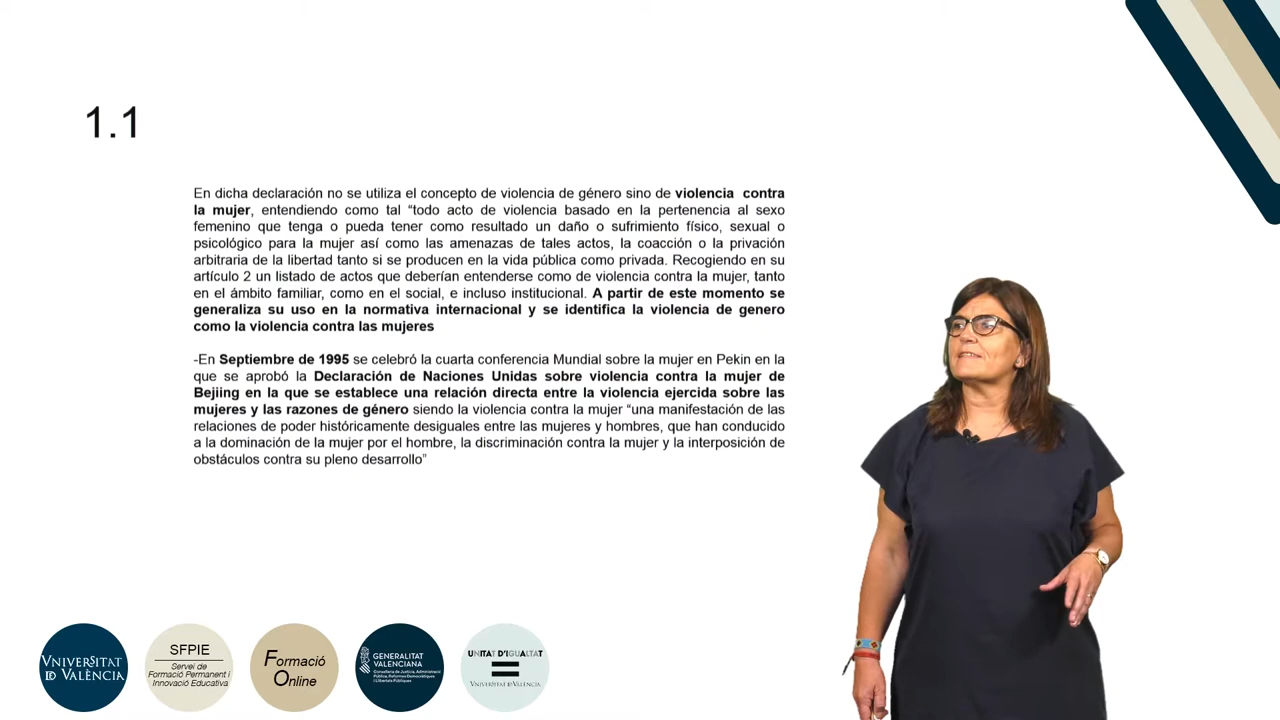 1.1
En dicha declaración no se utiliza el concepto de violencia de género sino de violencia contra
la mujer, entendiendo como tal “todo acto de violencia basado en la pertenencia al sexo
femenino que tenga o pueda tener como resultado un daño o sufrimiento físico, sexual o
psicológico para la mujer así como las amenazas de tales actos, la coacción o la privación
arbitraria de la libertad tanto si se producen en la vida pública como privada. Recogiendo en su
artículo 2 un listado de actos que deberían entenderse como de violencia contra la mujer, tanto
en el ámbito familiar, como en el social, e incluso institucional. A partir de este momento se
generaliza su uso en la normativa internacional y se identifica la violencia de genero
como la violencia contra las mujeres
-En Septiembre de 1995 se celebró la cuarta conferencia Mundial sobre la mujer en Pekin en la
que se aprobó la Declaración de Naciones Unidas sobre violencia contra la mujer de
Bejiing en la que se establece una relación directa entre la violencia ejercida sobre las
mujeres y las razones de género siendo la violencia contra la mujer “una manifestación de las
relaciones de poder históricamente desiguales entre las mujeres y hombres, que han conducido
a la dominación de la mujer por el hombre, la discriminación contra la mujer y la interposición de
obstáculos contra su pleno desarrollo”
VNIVERSITAT
ID VALÈNCIA
SFPIE
Servei de
Formació Permanent i
Innovació Educativa
Formació
Online
GENERALITAT
VALENCIANA
Conselleria de Justícia, Administració
Pública, Reformes Democràtiques
i Llibertats Públiques
UNITAT D'IGUALTAT
VNIVERSITAT ID VALÈNCIA